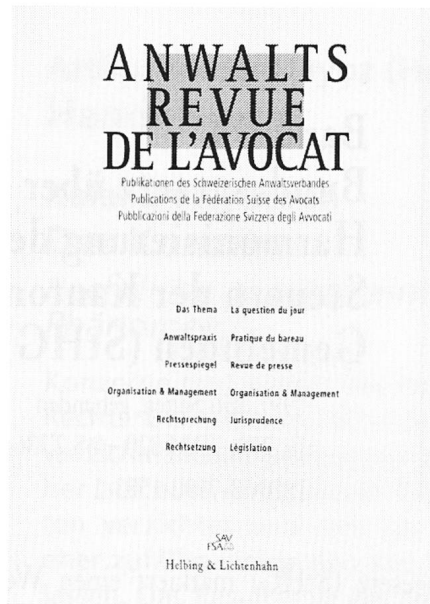 ANWALTS
REVUE
DE L'AVOCAT
Publikationen des Schweizerischen Anwaltsverbandes
Publications de la Fédération Suisse des Avocats
Pubblicazioni della Federazione Svizzera degli Avvocati
Das Thema La question du jour
Anwaltspraxis Pratique du bareau
Pressespiegel Revue de presse
Organisation & Management Organisation & Management
Rechtsprechung Jurisprudence
Rechtsetzung Législation
SAV
FSA
Helbing & Lichtenhahn